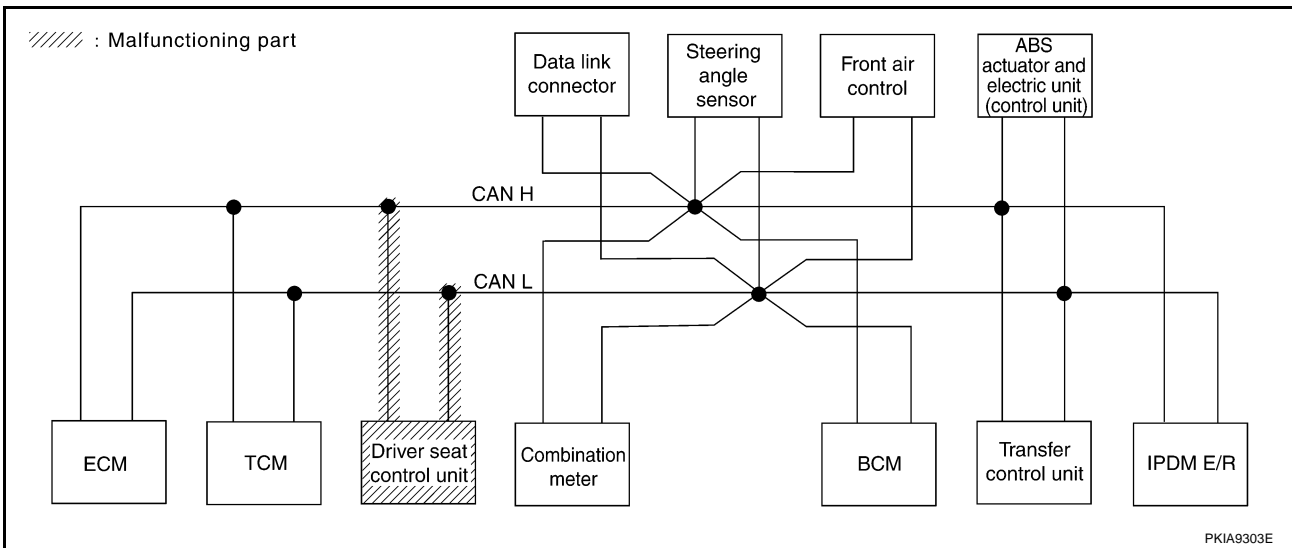 : Malfunctioning part
Data link
connector
Steering
angle
sensor
Front air
control
ABS
actuator and
electric unit
(control unit)
CAN H
CAN L
ECM
TCM
Driver seat
control unit
Combination
meter
BCM
Transfer
control unit
IPDM E/R
PKIA9303E